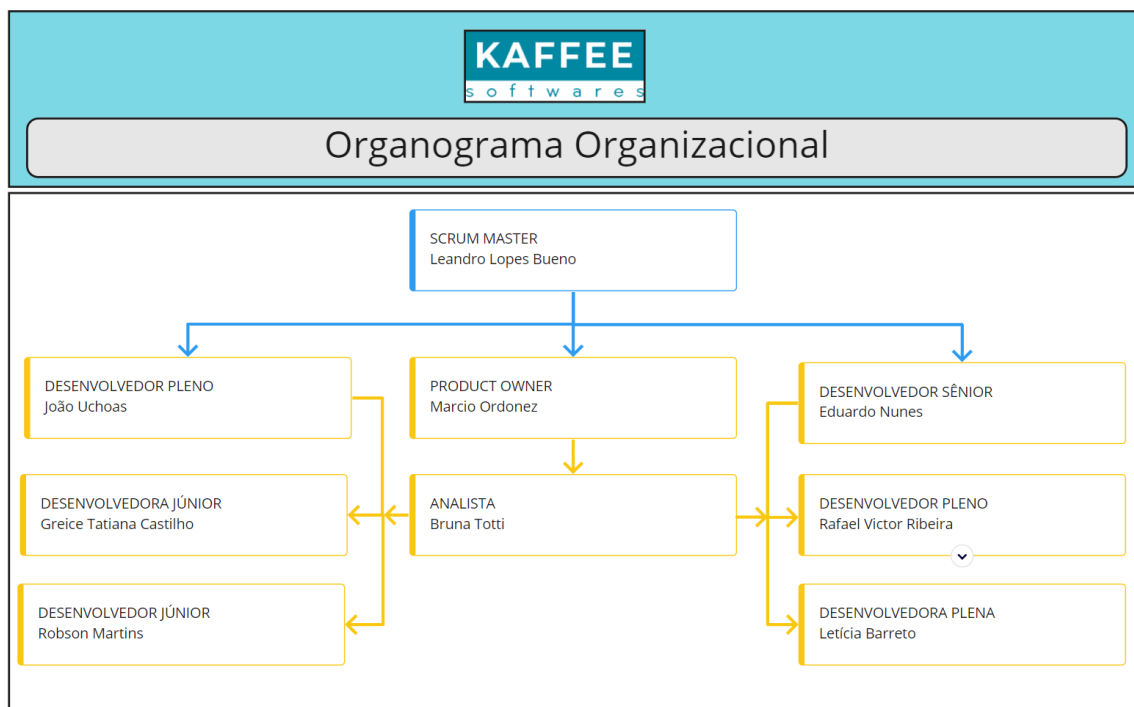 KAFFEE
softwares
Organograma Organizacional
SCRUM MASTER
Leandro Lopes Bueno
DESENVOLVEDOR PLENO
João Uchoas
PRODUCT OWNER
Marcio Ordonez
DESENVOLVEDOR SÊNIOR
Eduardo Nunes
DESENVOLVEDORA JÚNIOR
Greice Tatiana Castilho
ANALISTA
Bruna Totti
DESENVOLVEDOR PLENO
Rafael Victor Ribeira
DESENVOLVEDOR JÚNIOR
Robson Martins
DESENVOLVEDORA PLENA
Letícia Barreto